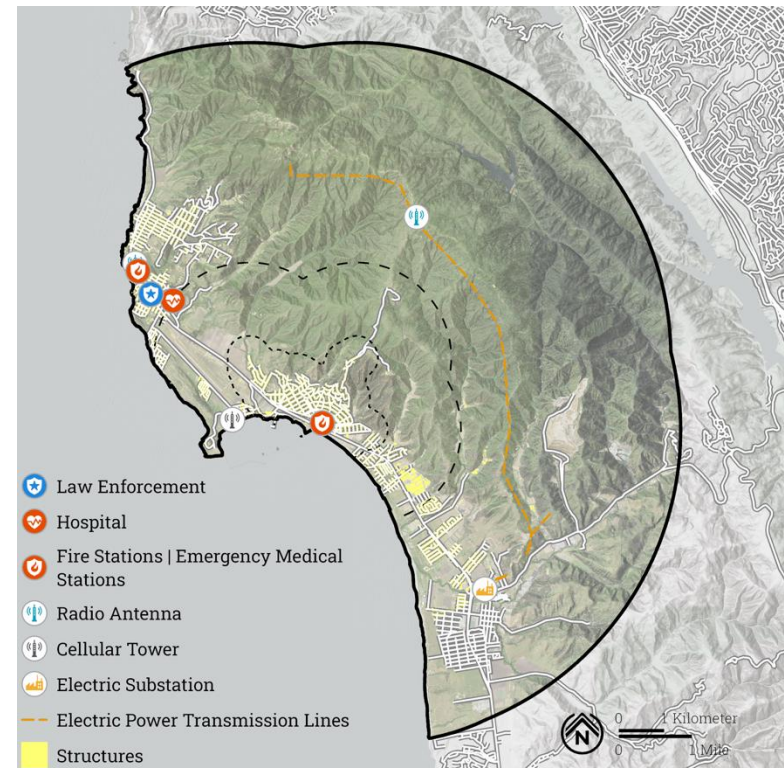 Law Enforcement
Hospital
Fire Stations | Emergency Medical
Stations
Radio Antenna
Cellular Tower
Electric Substation
Electric Power Transmission Lines
Structures
N
0 1 Kilometer
0 1 Mile